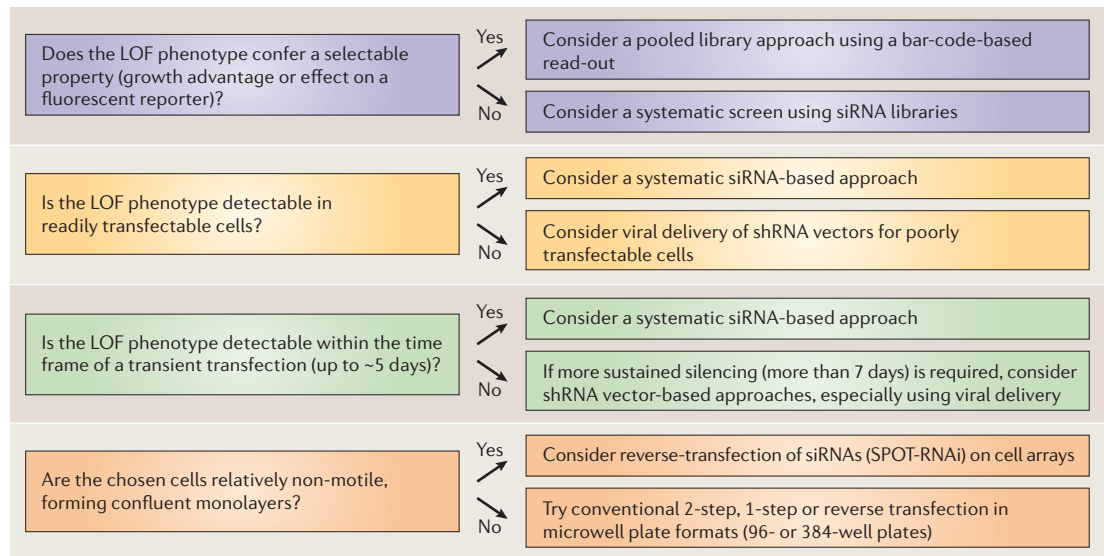 Does the LOF phenotype confer a selectable
property (growth advantage or effect on a
fluorescent reporter)?
Yes
Consider a pooled library approach using a bar-code-based
read-out
No
Consider a systematic screen using siRNA libraries
Is the LOF phenotype detectable in
readily transfectable cells?
Yes
Consider a systematic siRNA-based approach
No
Consider viral delivery of shRNA vectors for poorly
transfectable cells
Is the LOF phenotype detectable within the time
frame of a transient transfection (up to ~5 days)?
Yes
Consider a systematic siRNA-based approach
No
If more sustained silencing (more than 7 days) is required, consider
shRNA vector-based approaches, especially using viral delivery
Are the chosen cells relatively non-motile,
forming confluent monolayers?
Yes
Consider reverse-transfection of siRNAs (SPOT-RNAi) on cell arrays
No
Try conventional 2-step, 1-step or reverse transfection in
microwell plate formats (96- or 384-well plates)